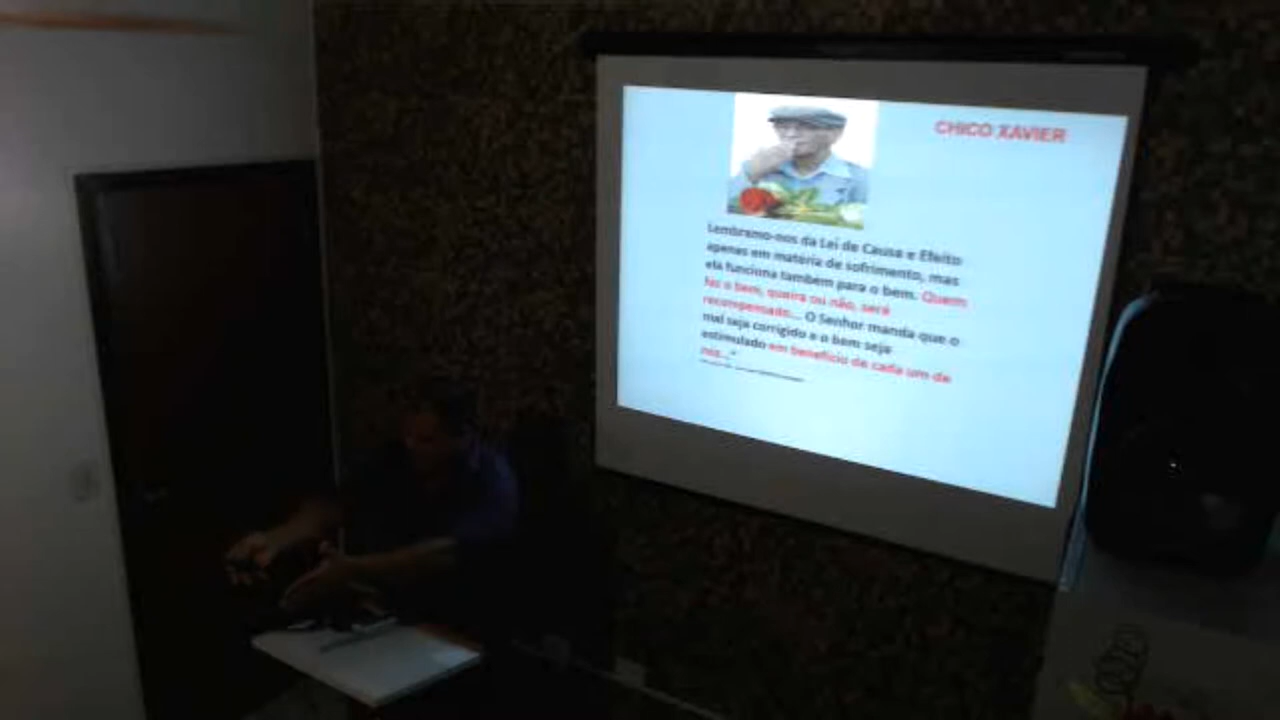 CHICO XAVIER
Lembramo-nos da Lei de Causa e Efeito
apenas em matéria de sofrimento, mas
ela funciona também para o bem. Quem
fez o bem, queira ou não, será
recompensado... O Senhor manda que o
mal seja corrigido e o bem seja
estimulado em benefício de cada um de
nós..."